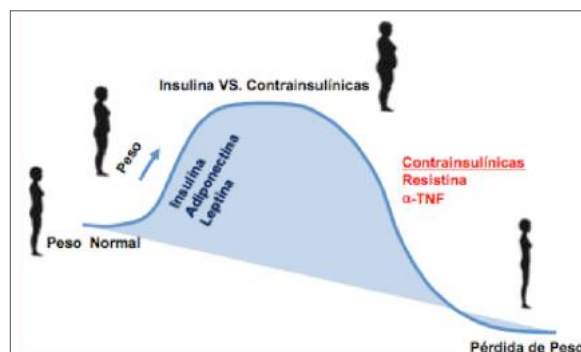 Insulina VS. Contrainsulínicas
Peso
Insulina
Adiponectina
Leptina
Contrainsulínicas
Resistina
α-TNF
Peso Normal
Pérdida de Peso